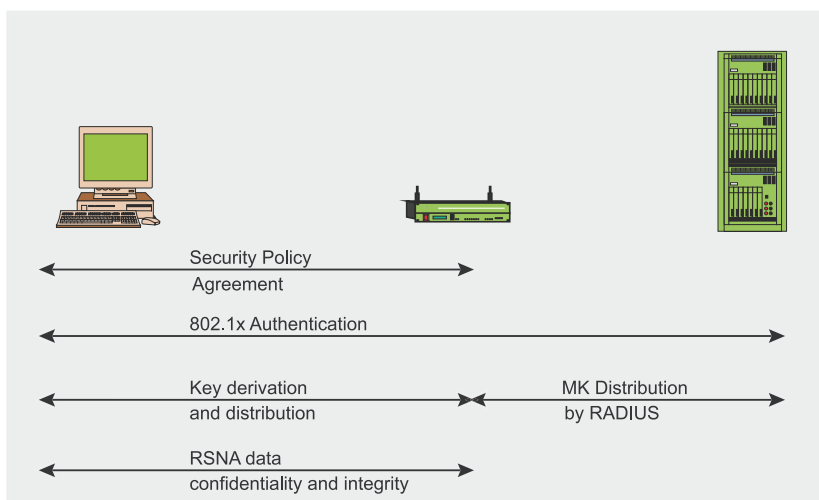 Security Policy
Agreement
802.1x Authentication
Key derivation
and distribution
MK Distribution
by RADIUS
RSNA data
confidentiality and integrity